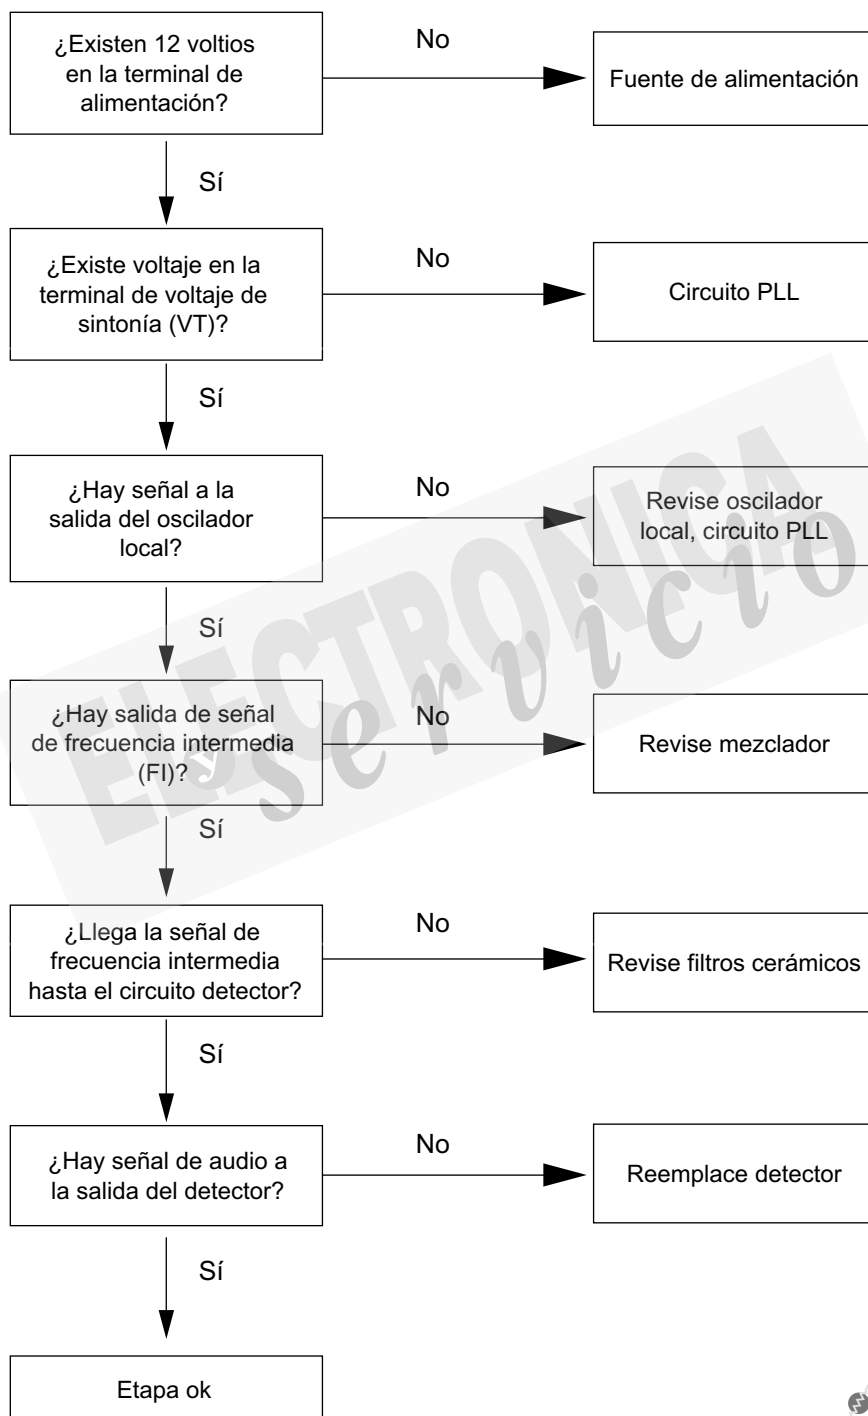 ¿Existen 12 voltios
en la terminal de
alimentación?
No
Fuente de alimentación
Sí
¿Existe voltaje en la
terminal de voltaje de
sintonía (VT)?
No
Circuito PLL
Sí
¿Hay señal a la
salida del oscilador
local?
No
Revise oscilador
local, circuito PLL
Sí
¿Hay salida de señal
de frecuencia intermedia
(FI)?
No
Revise mezclador
Sí
¿Llega la señal de
frecuencia intermedia
hasta el circuito detector?
No
Revise filtros cerámicos
Sí
¿Hay señal de audio a
la salida del detector?
No
Reemplace detector
Sí
Etapa ok
ELECTRONICA
y servicio